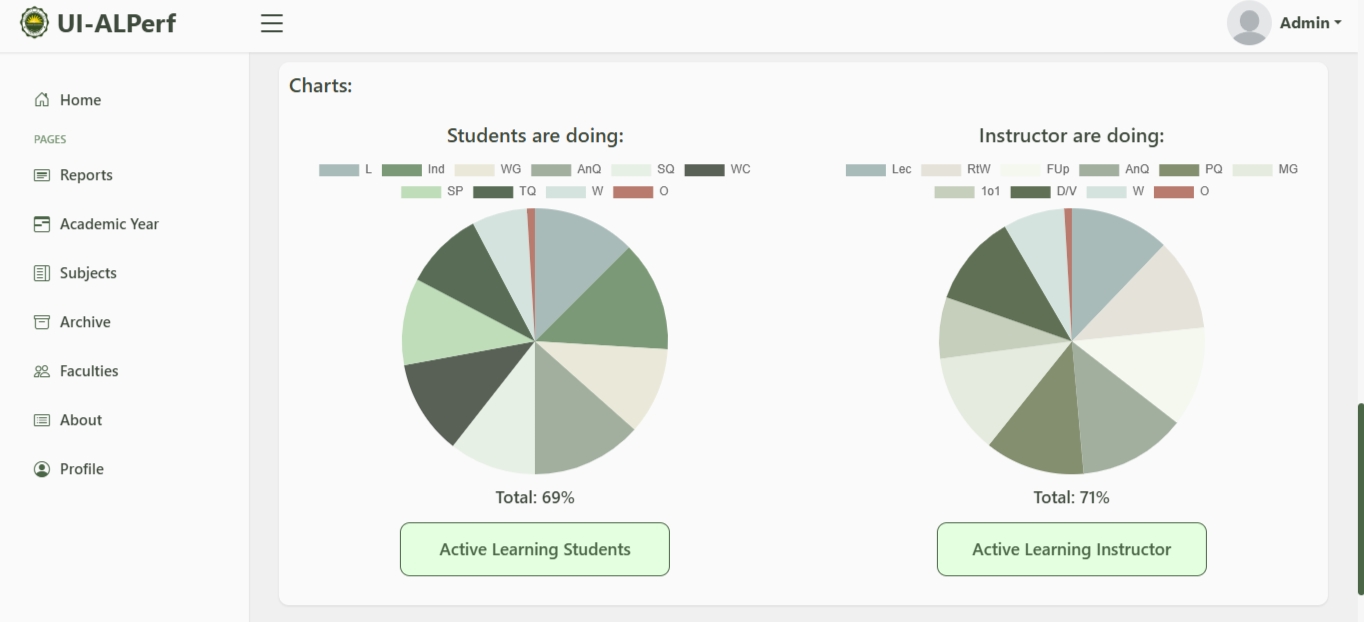 UI-ALPerf
Admin
Home
PAGES
Reports
Academic Year
Subjects
Archive
Faculties
About
Profile
Charts:
Students are doing:
L Ind WG AnQ SQ WC
SP TQ W O
Total: 69%
Active Learning Students
Instructor are doing:
Lec RtW FUp AnQ PQ MG
1o1 D/V W O
Total: 71%
Active Learning Instructor